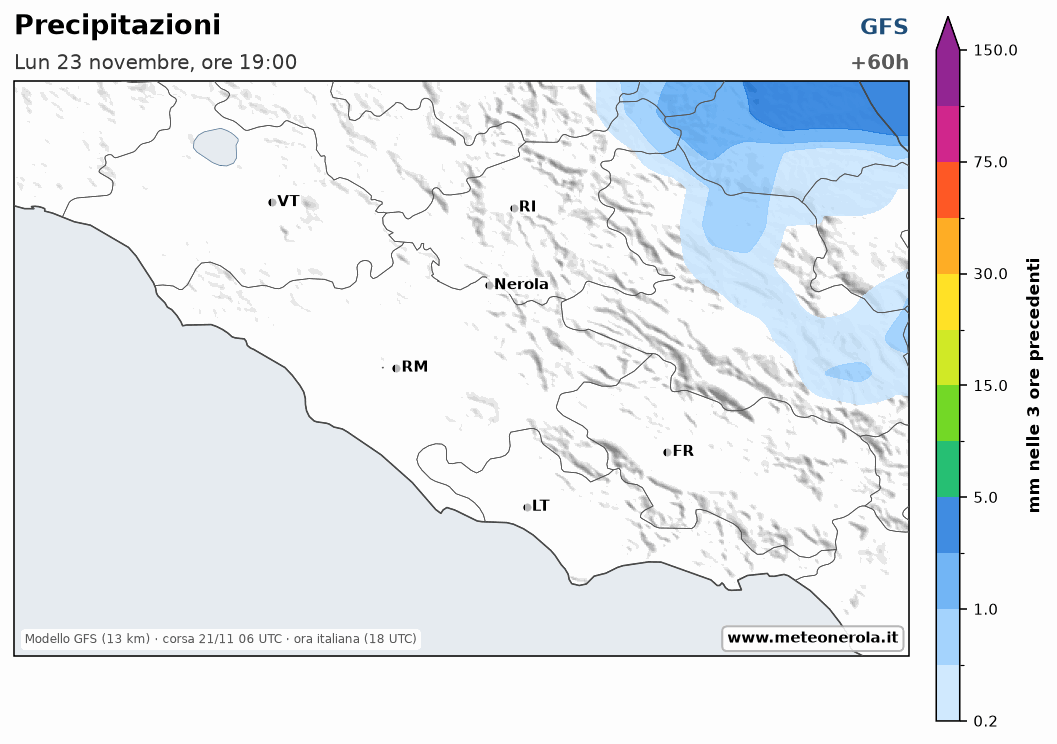 Precipitazioni
GFS
Lun 23 novembre, ore 19:00
+60h
150.0
75.0
30.0
15.0
5.0
1.0
0.2
mm nelle 3 ore precedenti
VT
RI
Nerola
RM
FR
LT
Modello GFS (13 km) · corsa 21/11 06 UTC · ora italiana (18 UTC)
www.meteonerola.it